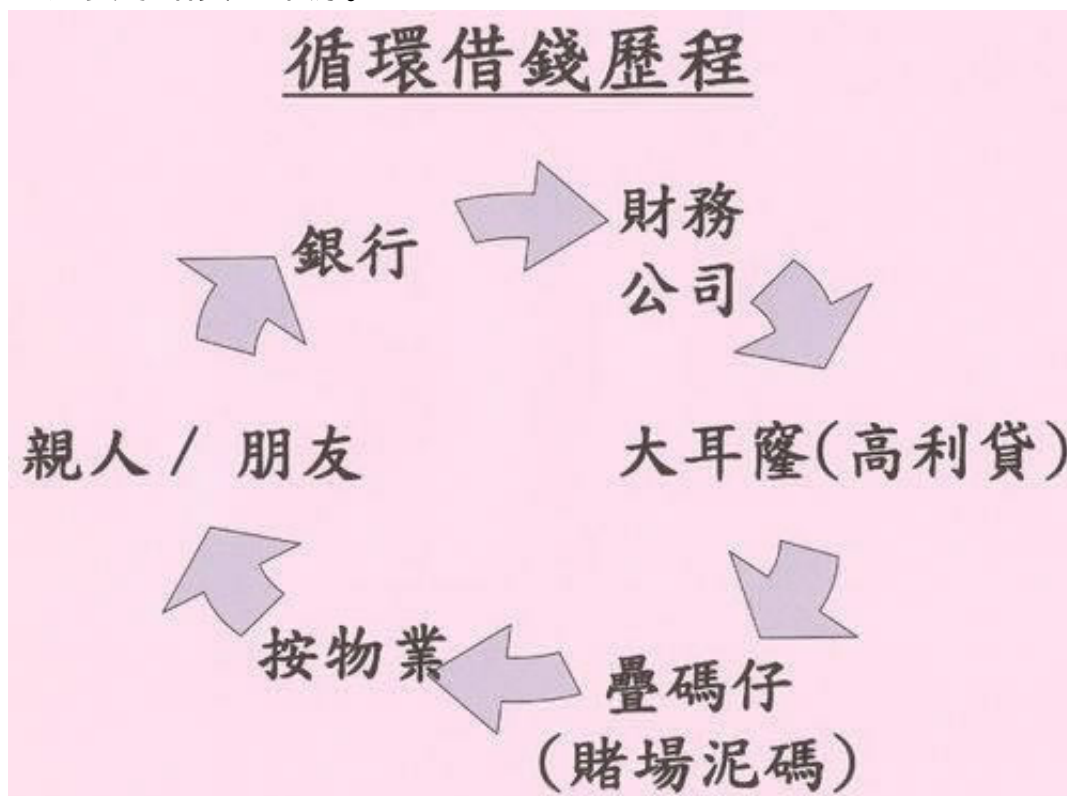 循環借錢歷程
銀行
財務
公司
大耳窿(高利貸)
疊碼仔
(賭場泥碼)
按物業
親人 / 朋友